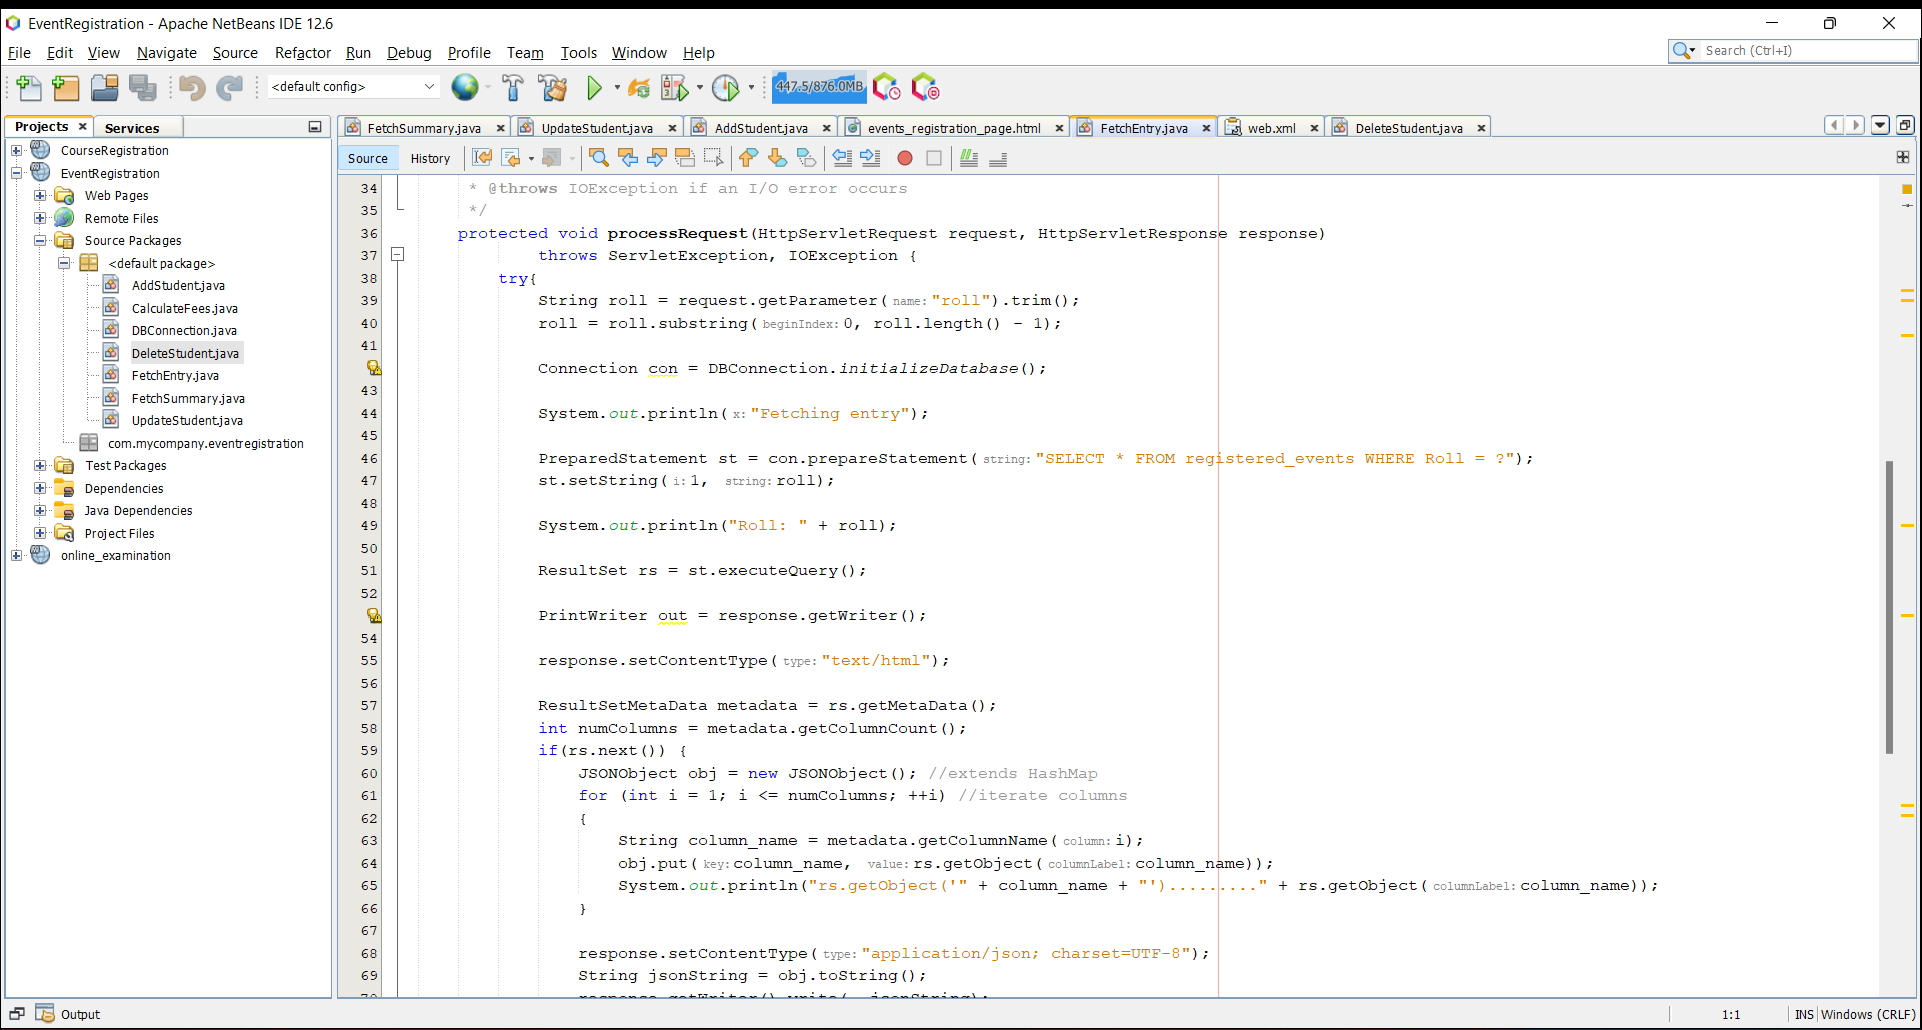 EventRegistration - Apache NetBeans IDE 12.6
File Edit View Navigate Source Refactor Run Debug Profile Team Tools Window Help
Search (Ctrl+I)
<default config>
447.5/876.0MB
Projects Services
CourseRegistration
EventRegistration
Web Pages
Remote Files
Source Packages
<default package>
AddStudent.java
CalculateFees.java
DBConnection.java
DeleteStudent.java
FetchEntry.java
FetchSummary.java
UpdateStudent.java
com.mycompany.eventregistration
Test Packages
Dependencies
Java Dependencies
Project Files
online_examination
FetchSummary.java UpdateStudent.java AddStudent.java events_registration_page.html FetchEntry.java web.xml DeleteStudent.java
Source History
34 * @throws IOException if an I/O error occurs
35 */
36 protected void processRequest(HttpServletRequest request, HttpServletResponse response)
37 throws ServletException, IOException {
38 try{
39 String roll = request.getParameter(name:"roll").trim();
40 roll = roll.substring(beginIndex:0, roll.length() - 1);
41
Connection con = DBConnection.initializeDatabase();
43
44 System.out.println(x:"Fetching entry");
45
46 PreparedStatement st = con.prepareStatement(string:"SELECT * FROM registered_events WHERE Roll = ?");
47 st.setString(i:1, string:roll);
48
49 System.out.println("Roll: " + roll);
50
51 ResultSet rs = st.executeQuery();
52
PrintWriter out = response.getWriter();
54
55 response.setContentType(type:"text/html");
56
57 ResultSetMetaData metadata = rs.getMetaData();
58 int numColumns = metadata.getColumnCount();
59 if(rs.next()) {
60 JSONObject obj = new JSONObject(); //extends HashMap
61 for (int i = 1; i <= numColumns; ++i) //iterate columns
62 {
63 String column_name = metadata.getColumnName(column:i);
64 obj.put(key:column_name, value:rs.getObject(columnLabel:column_name));
65 System.out.println("rs.getObject('" + column_name + "')........." + rs.getObject(columnLabel:column_name));
66 }
67
68 response.setContentType(type:"application/json; charset=UTF-8");
69 String jsonString = obj.toString();
Output
1:1 INS Windows (CRLF)